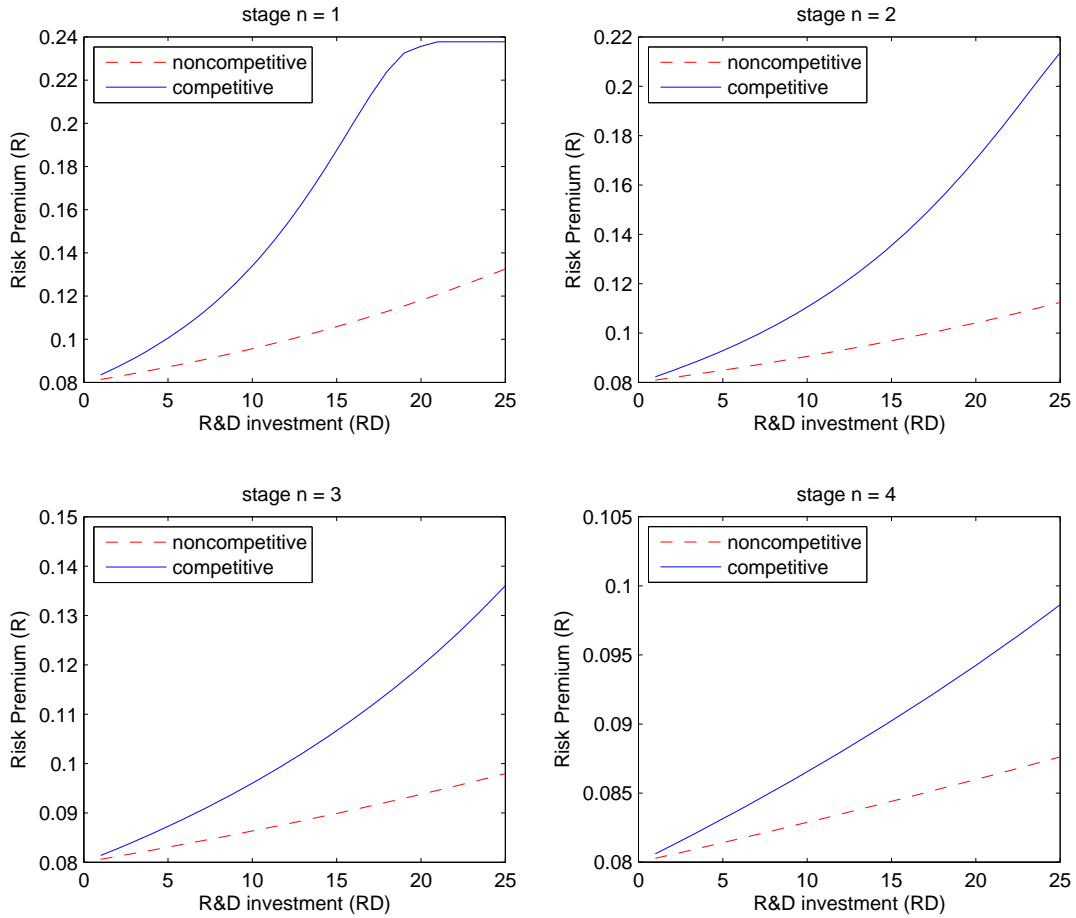 stage n = 1
0.24
0.22
0.2
0.18
0.16
0.14
0.12
0.1
0.08
Risk Premium (R)
noncompetitive
competitive
0 5 10 15 20 25
R&D investment (RD)
stage n = 2
0.22
0.2
0.18
0.16
0.14
0.12
0.1
0.08
Risk Premium (R)
noncompetitive
competitive
0 5 10 15 20 25
R&D investment (RD)
stage n = 3
0.15
0.14
0.13
0.12
0.11
0.1
0.09
0.08
Risk Premium (R)
noncompetitive
competitive
0 5 10 15 20 25
R&D investment (RD)
stage n = 4
0.105
0.1
0.095
0.09
0.085
0.08
Risk Premium (R)
noncompetitive
competitive
0 5 10 15 20 25
R&D investment (RD)